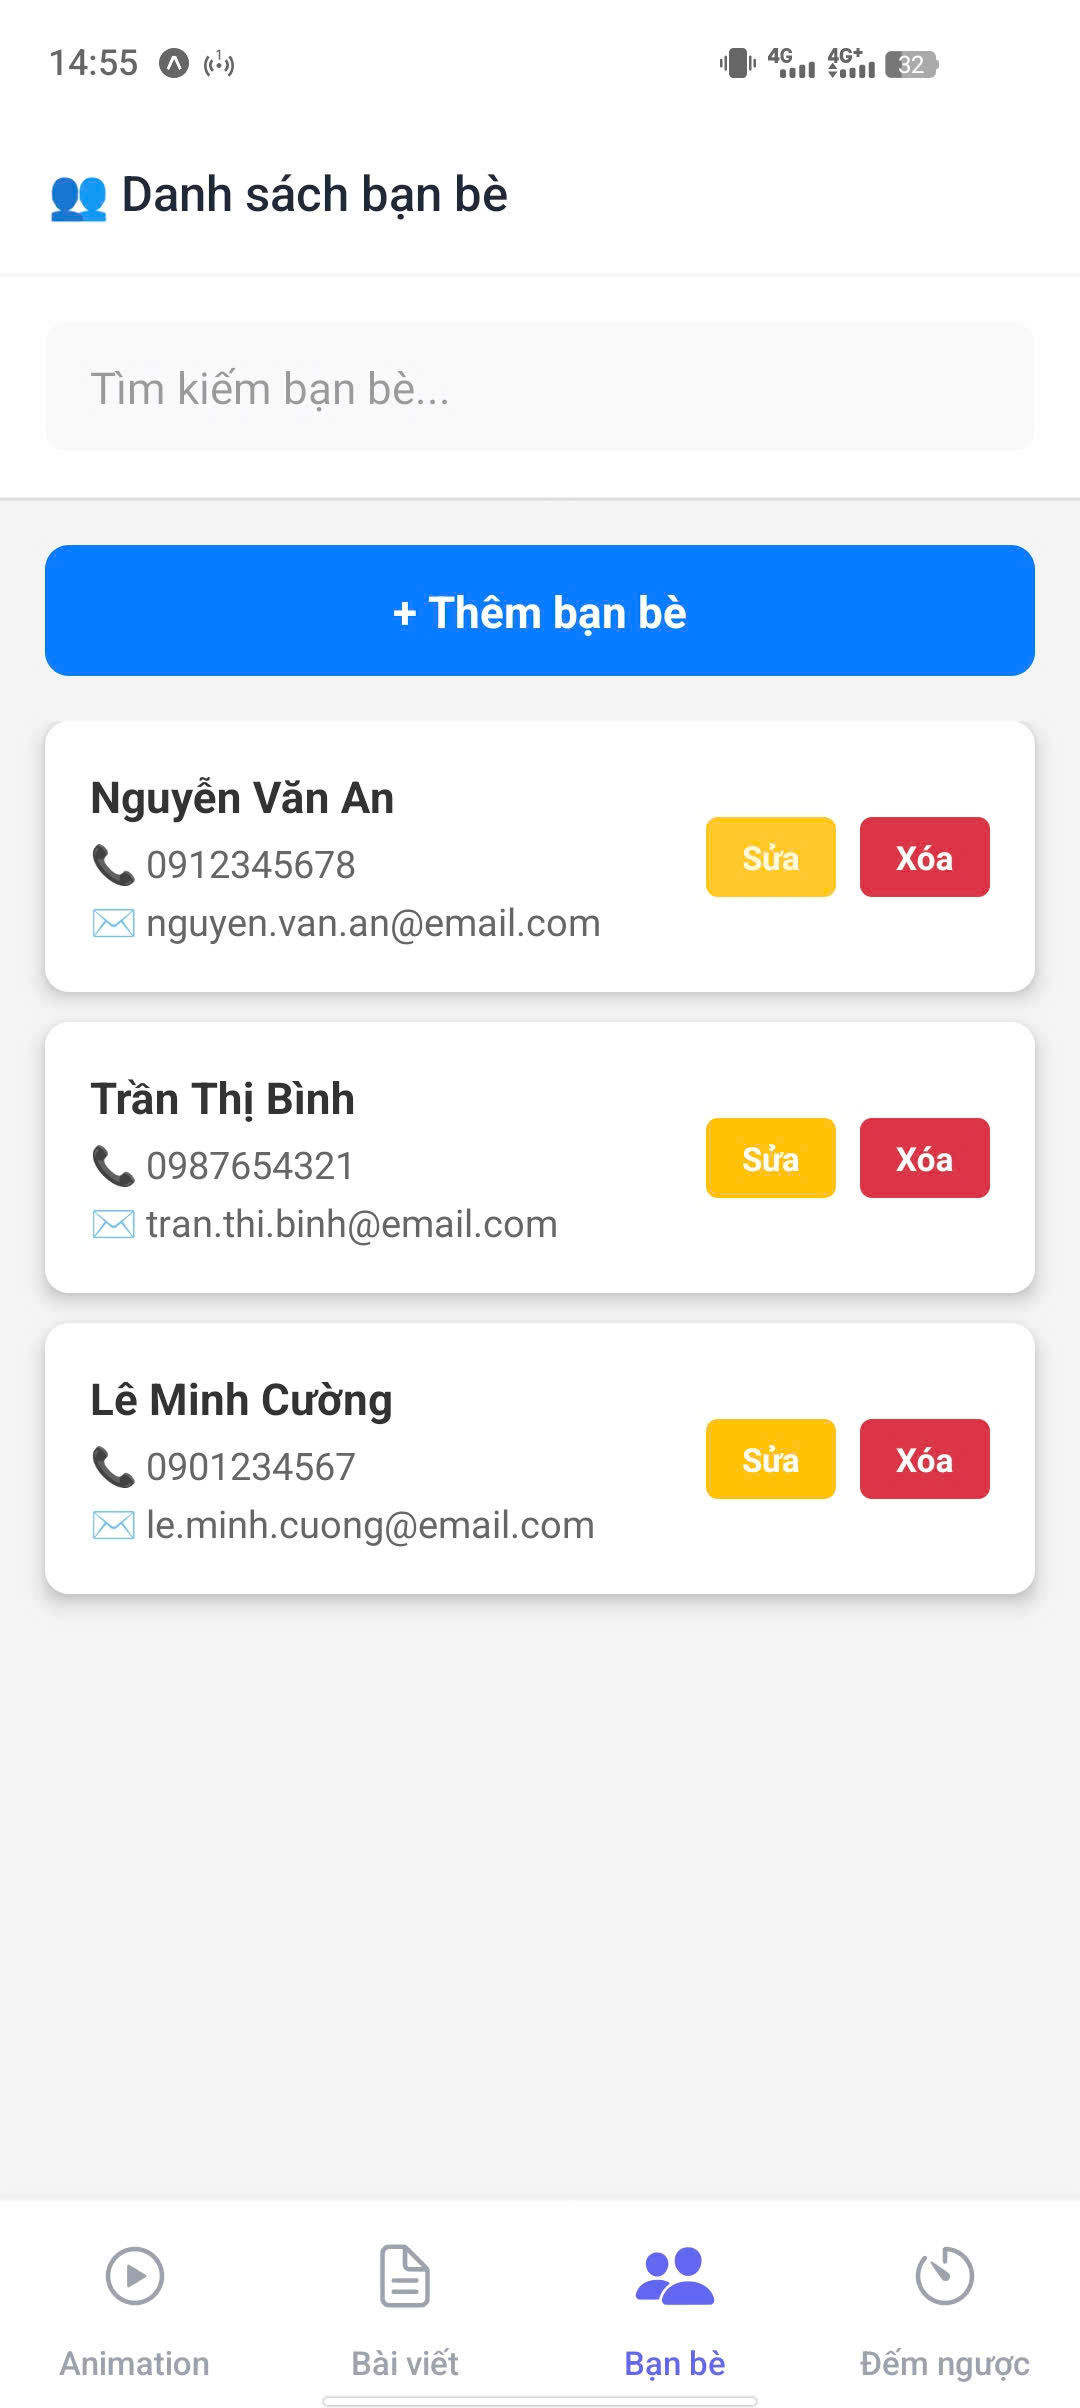 14:55 1 4G 4G+ 32
👥 Danh sách bạn bè
Tìm kiếm bạn bè...
+ Thêm bạn bè
Nguyễn Văn An
📞 0912345678
✉️ nguyen.van.an@email.com
Sửa Xóa
Trần Thị Bình
📞 0987654321
✉️ tran.thi.binh@email.com
Sửa Xóa
Lê Minh Cường
📞 0901234567
✉️ le.minh.cuong@email.com
Sửa Xóa
Animation Bài viết Bạn bè Đếm ngược